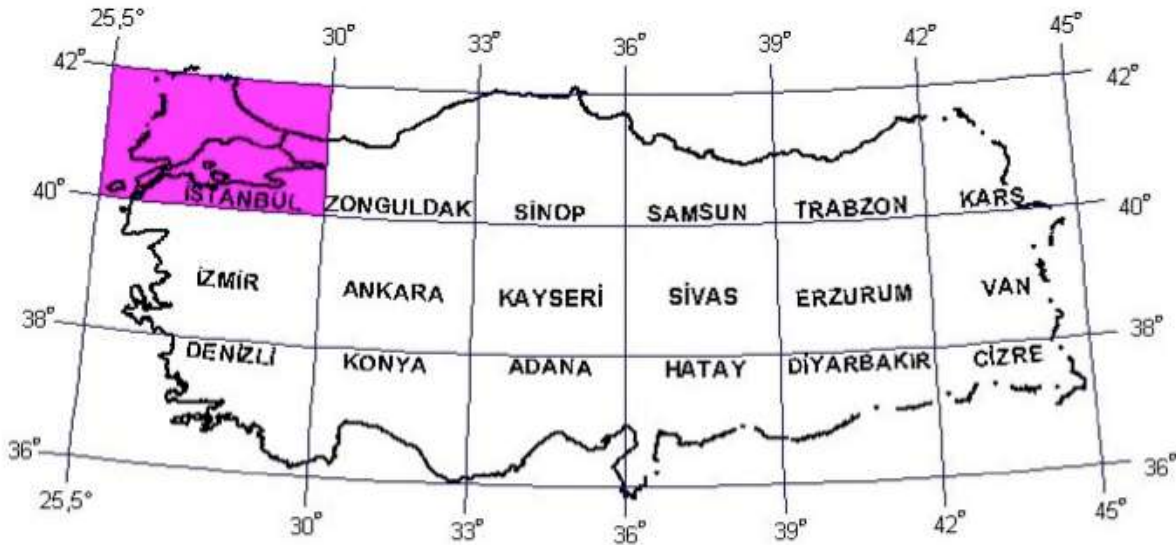 25,5° 30° 33° 36° 39° 42° 45°
42° 42°
İSTANBUL ZONGULDAK SİNOP SAMSUN TRABZON KARS
40° 40°
İZMİR ANKARA KAYSERİ SİVAS ERZURUM VAN
38° 38°
DENİZLİ KONYA ADANA HATAY DİYARBAKIR CİZRE
36° 36°
25,5° 30° 33° 36° 39° 42° 45°